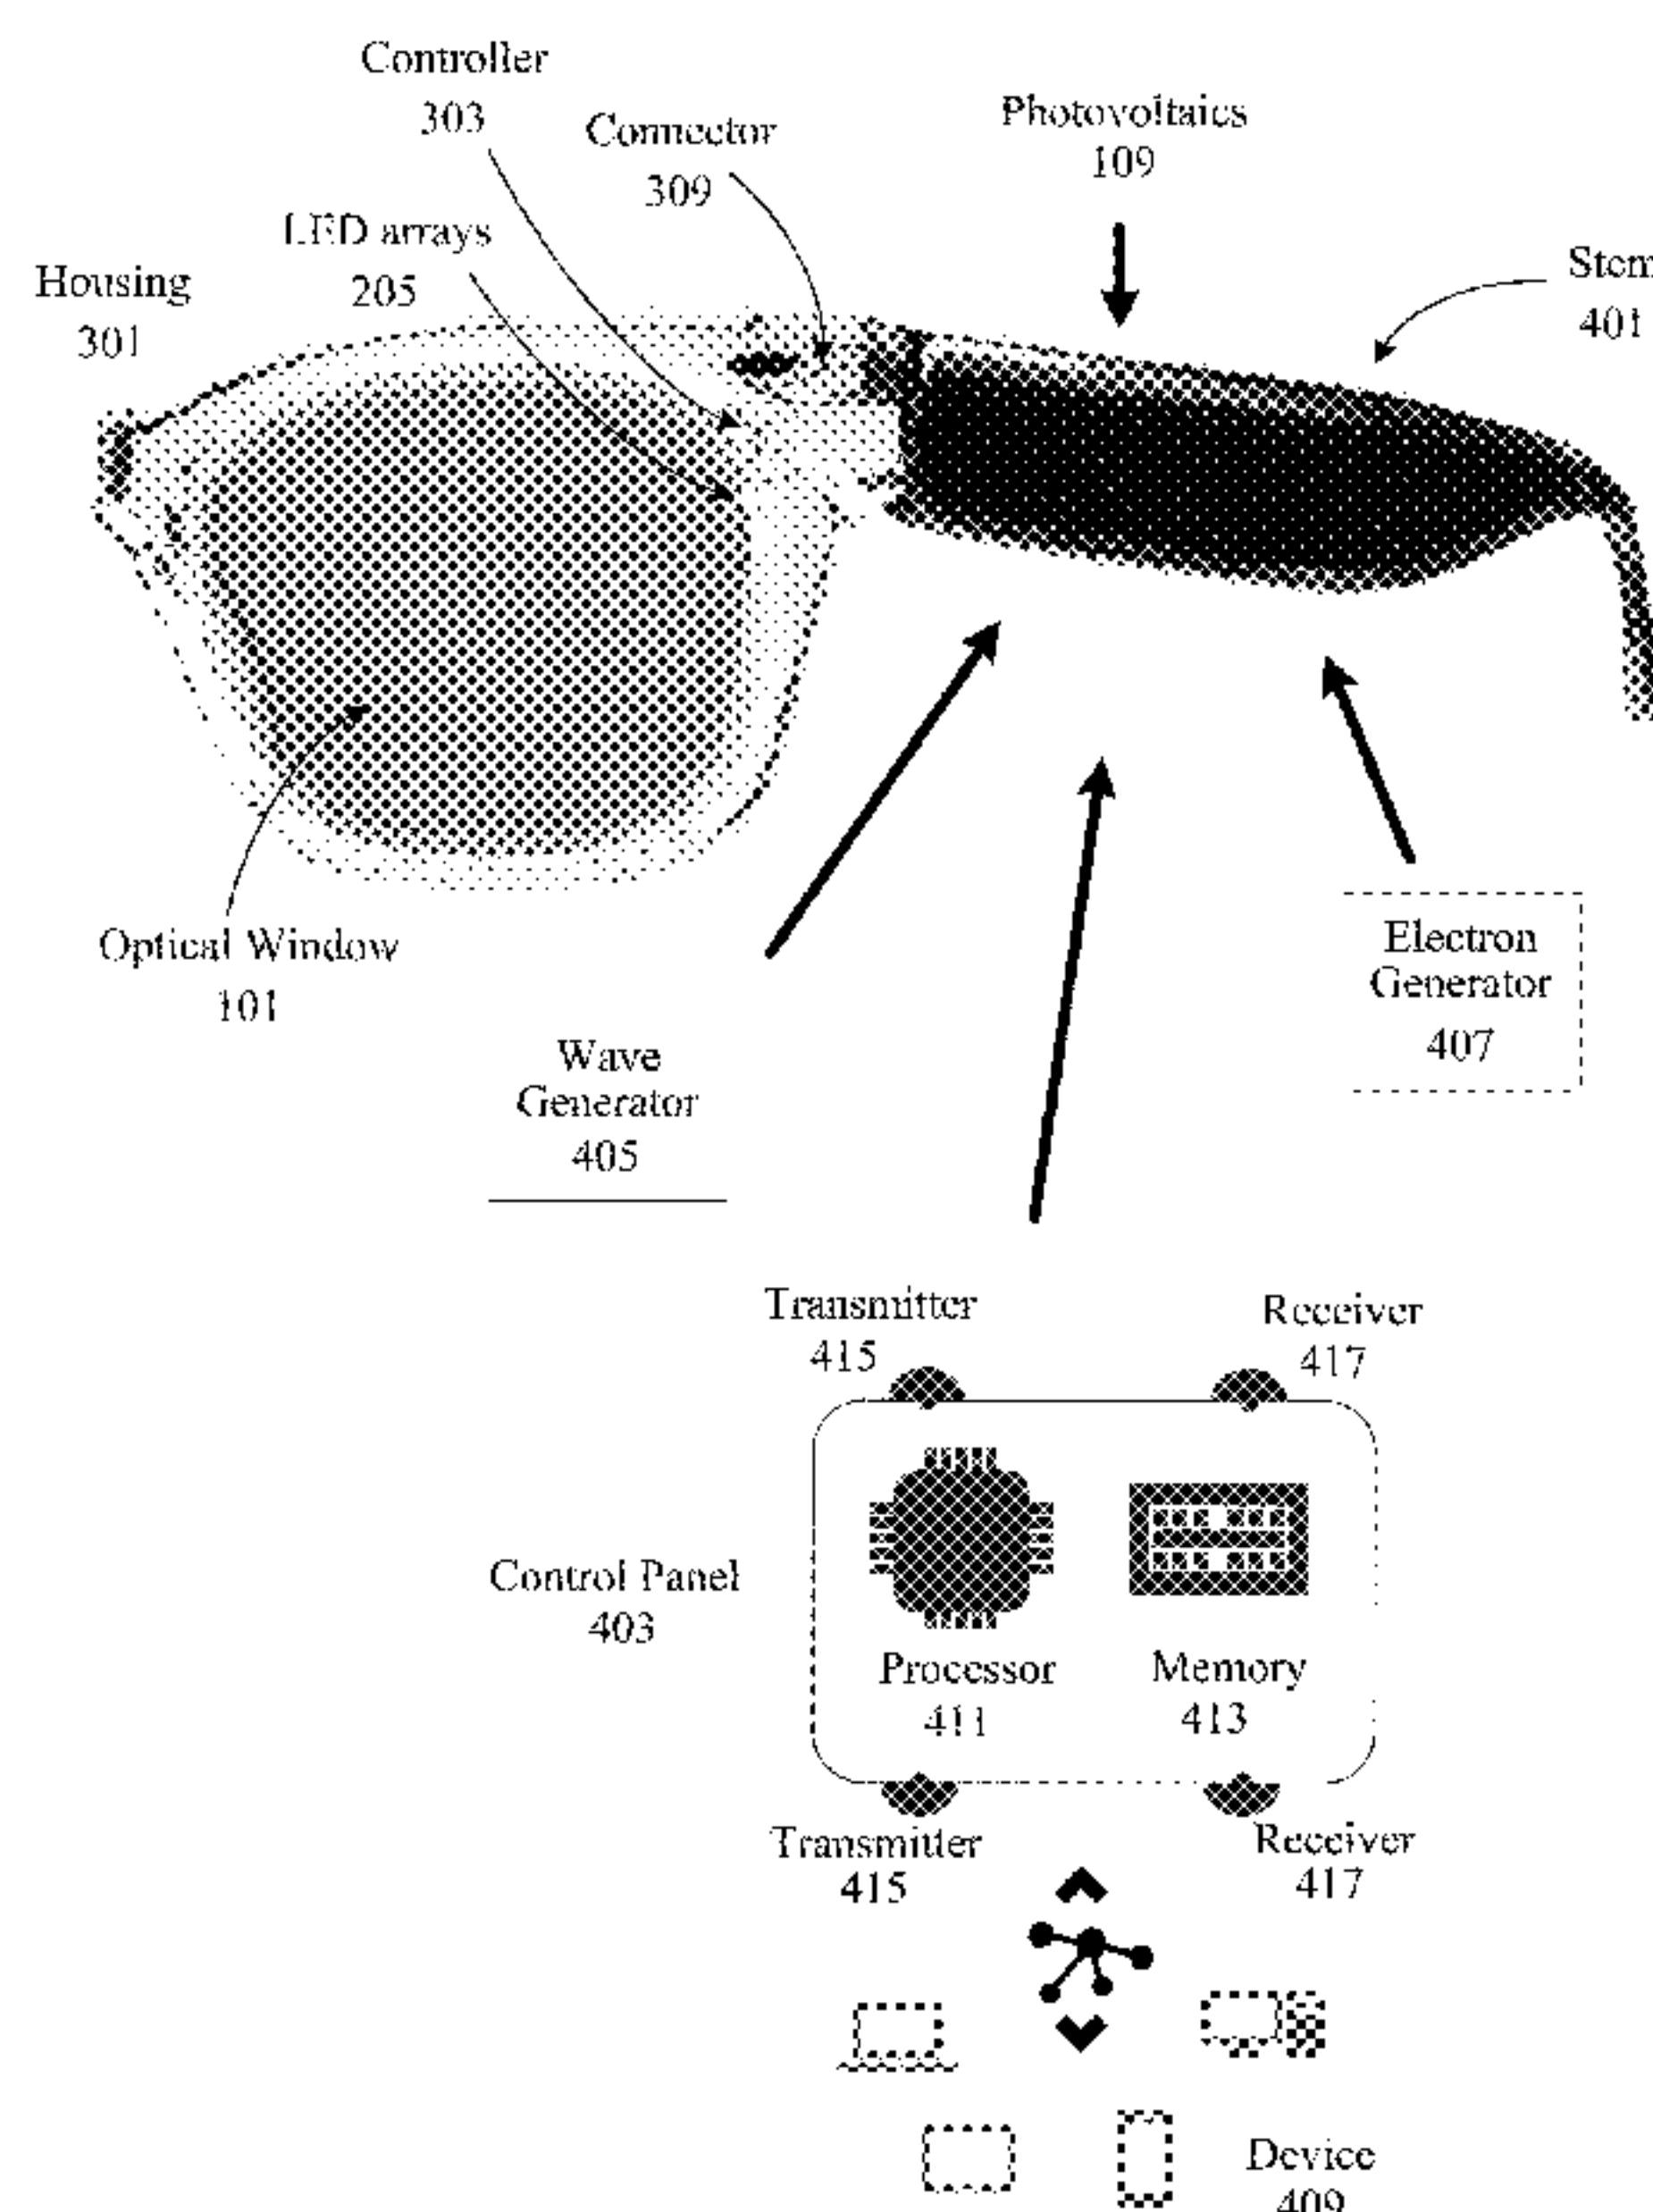 Controller
303
Connector
309
Photovoltaics
109
LED arrays
205
Housing
301
Stem
401
Optical Window
101
Electron
Generator
407
Wave
Generator
405
Transmitter
415
Receiver
417
Control Panel
403
Processor
411
Memory
413
Transmitter
415
Receiver
417
Device
409